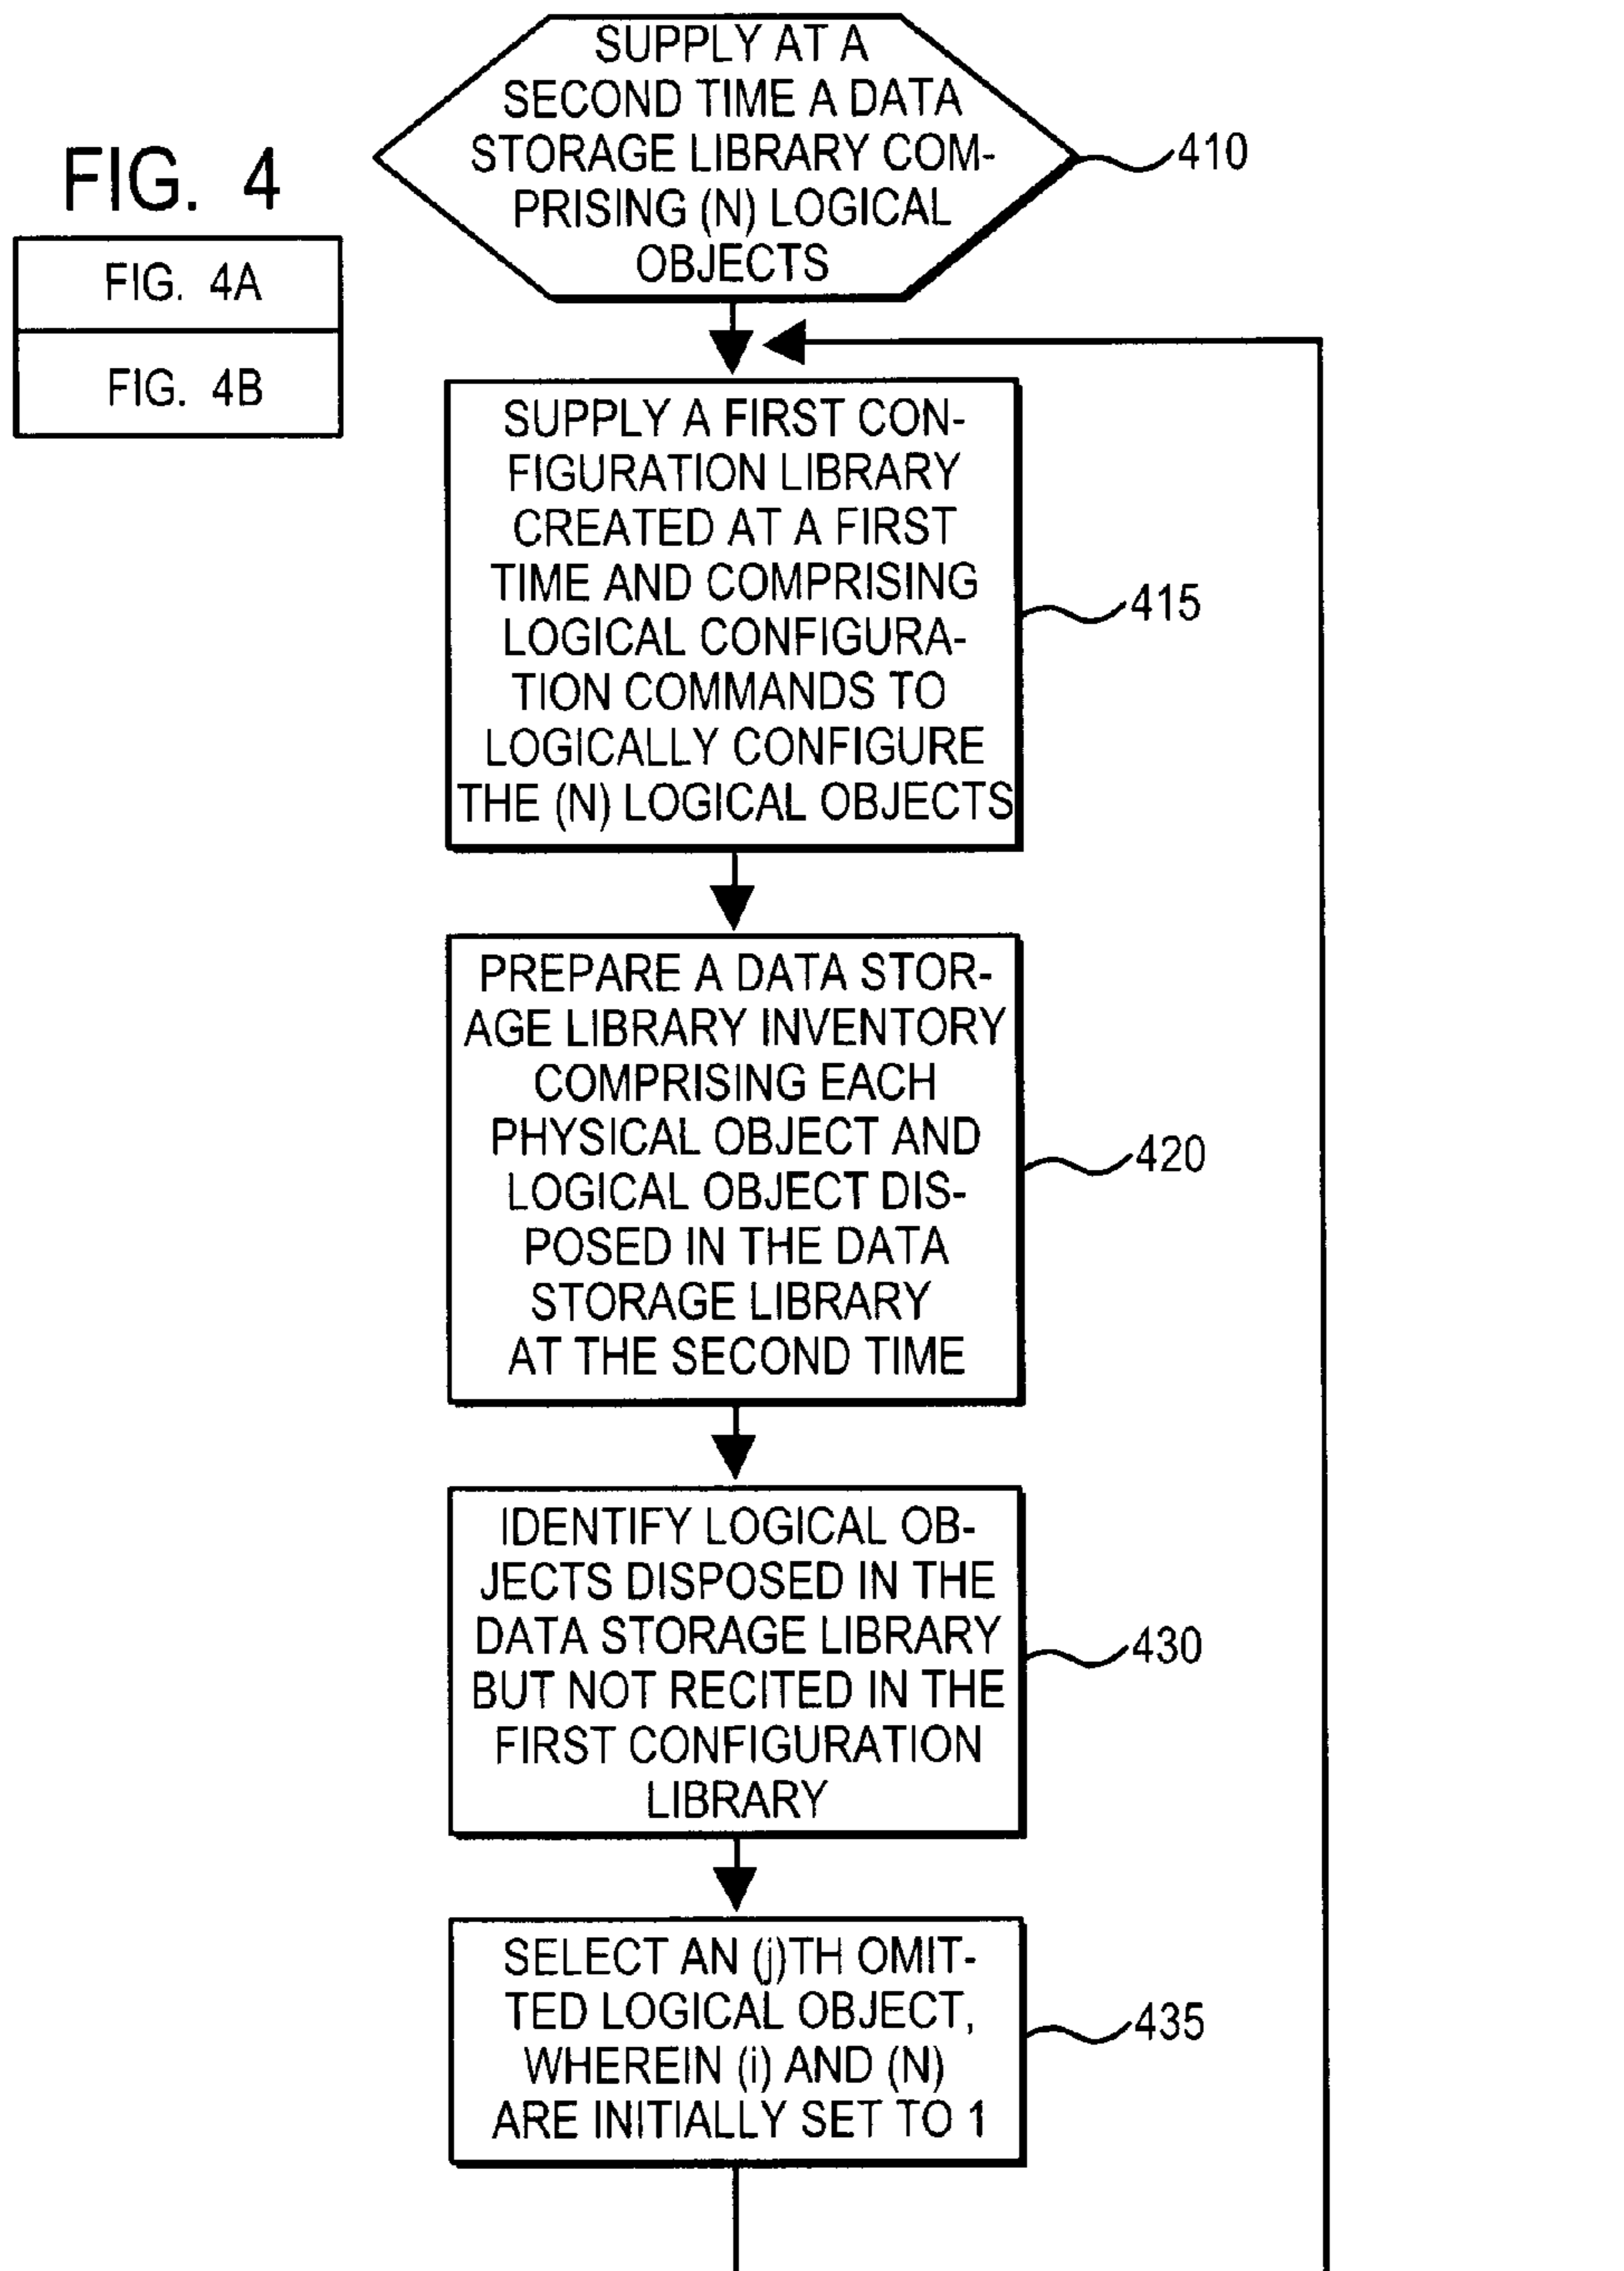 FIG. 4
FIG. 4A
FIG. 4B
SUPPLY AT A
SECOND TIME A DATA
STORAGE LIBRARY COM-
PRISING (N) LOGICAL
OBJECTS
410
SUPPLY A FIRST CON-
FIGURATION LIBRARY
CREATED AT A FIRST
TIME AND COMPRISING
LOGICAL CONFIGURA-
TION COMMANDS TO
LOGICALLY CONFIGURE
THE (N) LOGICAL OBJECTS
415
PREPARE A DATA STOR-
AGE LIBRARY INVENTORY
COMPRISING EACH
PHYSICAL OBJECT AND
LOGICAL OBJECT DIS-
POSED IN THE DATA
STORAGE LIBRARY
AT THE SECOND TIME
420
IDENTIFY LOGICAL OB-
JECTS DISPOSED IN THE
DATA STORAGE LIBRARY
BUT NOT RECITED IN THE
FIRST CONFIGURATION
LIBRARY
430
SELECT AN (j)TH OMIT-
TED LOGICAL OBJECT,
WHEREIN (i) AND (N)
ARE INITIALLY SET TO 1
435